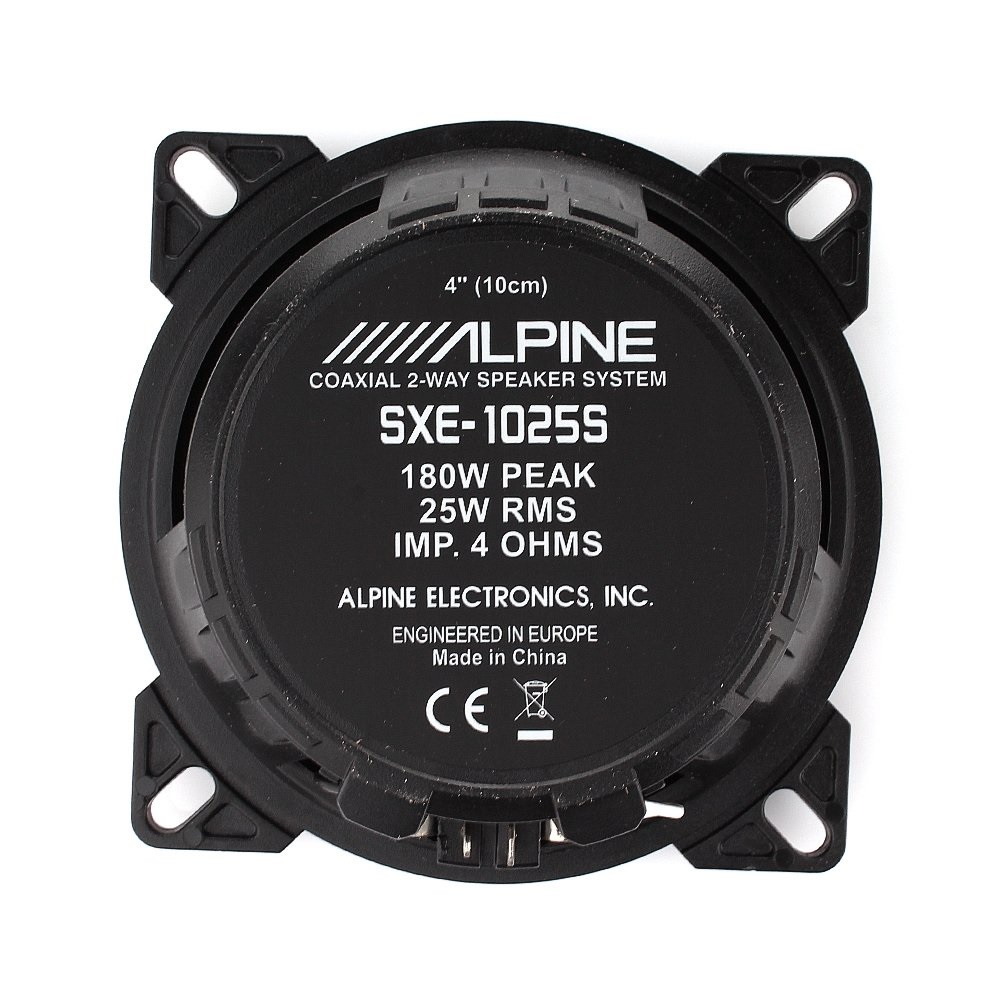 4" (10cm)
ALPINE
COAXIAL 2-WAY SPEAKER SYSTEM
SXE-1025S
180W PEAK
25W RMS
IMP. 4 OHMS
ALPINE ELECTRONICS, INC.
ENGINEERED IN EUROPE
Made in China
CE